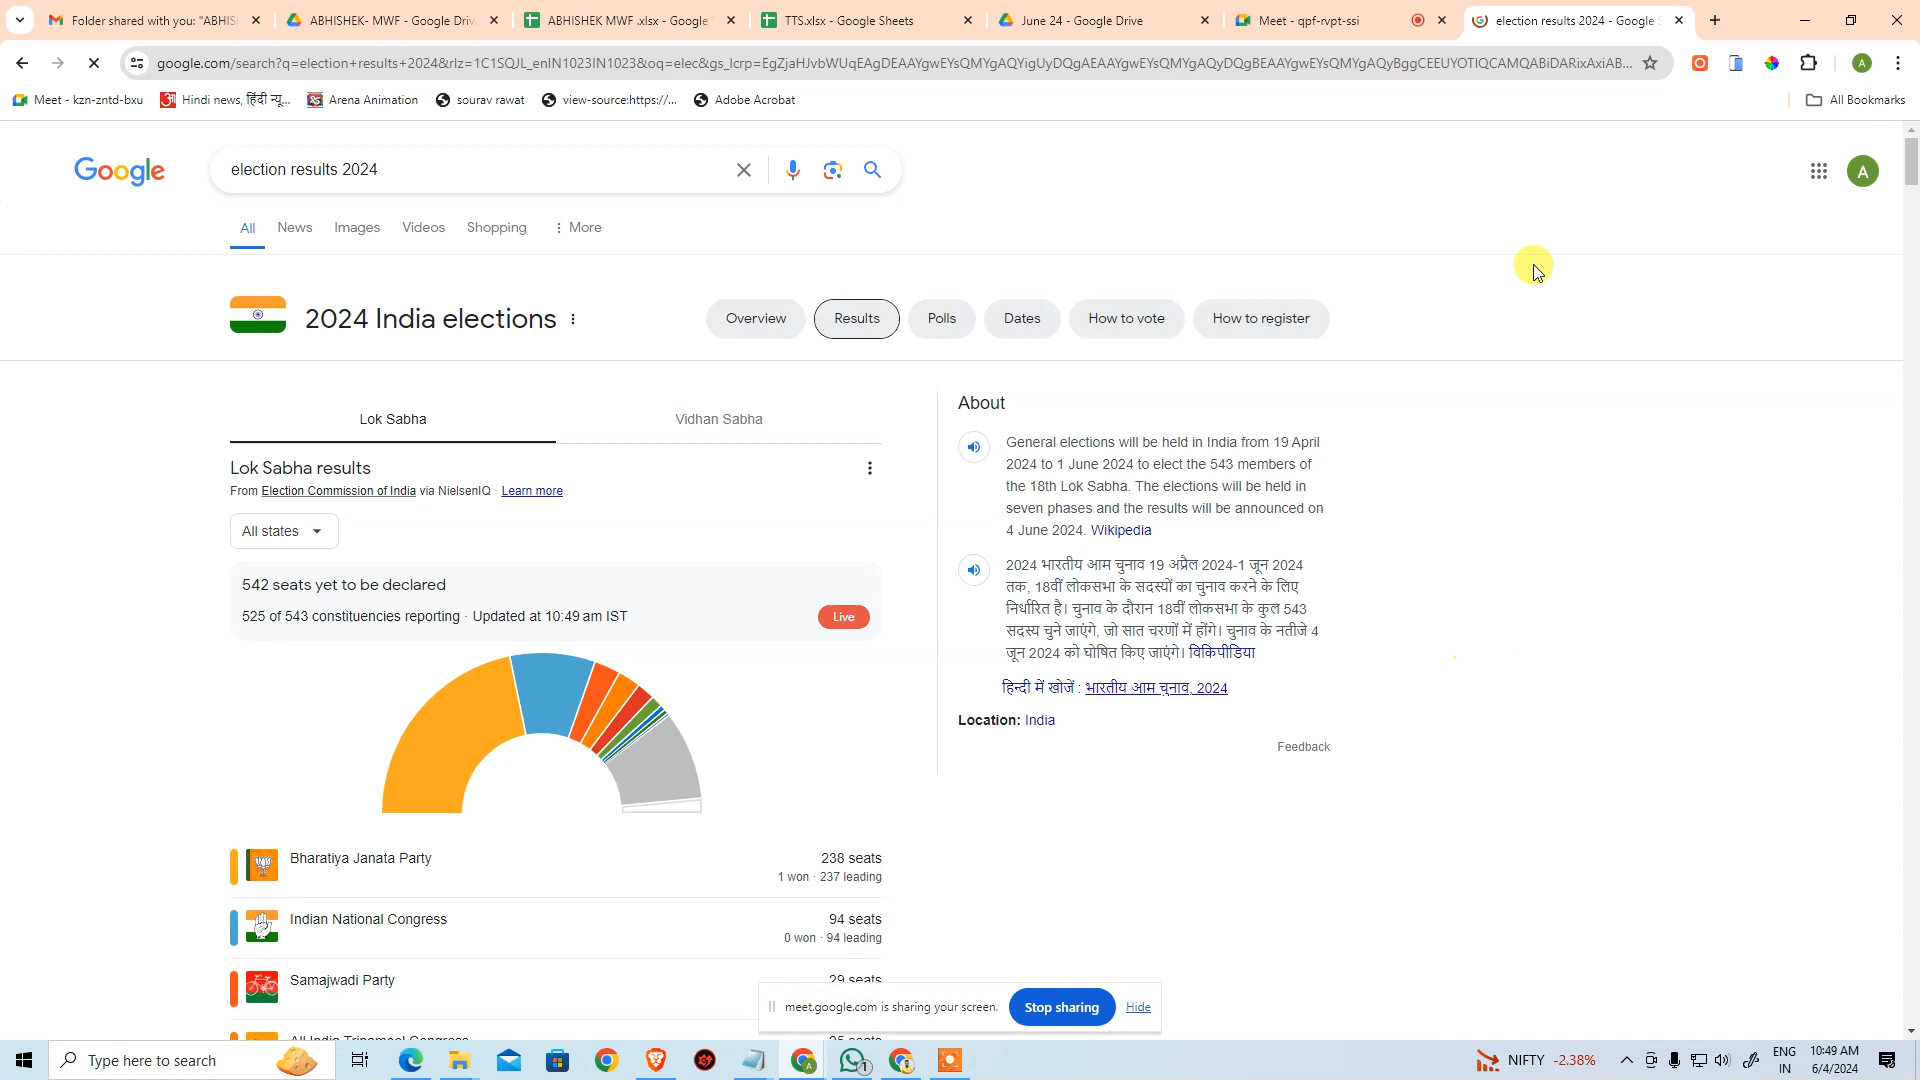 Folder shared with you: "ABHIS
ABHISHEK- MWF - Google Driv
ABHISHEK MWF .xlsx - Google
TTS.xlsx - Google Sheets
June 24 - Google Drive
Meet - qpf-rvpt-ssi
election results 2024 - Google S
google.com/search?q=election+results+2024&rlz=1C1SQJL_enIN1023IN1023&oq=elec&gs_lcrp=EgZjaHJvbWUqEAgDEAAYgwEYsQMYgAQYigUyDQgAEAAYgwEYsQMYgAQyDQgBEAAYgwEYsQMYgAQyBggCEEUYOTIQCAMQABiDARixAxiAB...
A
Meet - kzn-zntd-bxu
Hindi news, हिंदी न्यू...
Arena Animation
sourav rawat
view-source:https://...
Adobe Acrobat
All Bookmarks
Google
election results 2024
A
All
News
Images
Videos
Shopping
More
2024 India elections
Overview
Results
Polls
Dates
How to vote
How to register
Lok Sabha
Vidhan Sabha
Lok Sabha results
From Election Commission of India via NielsenIQ · Learn more
All states
542 seats yet to be declared
525 of 543 constituencies reporting · Updated at 10:49 am IST
Live
Bharatiya Janata Party
238 seats
1 won · 237 leading
Indian National Congress
94 seats
0 won · 94 leading
Samajwadi Party
29 seats
All India Trinamool Congress
25 seats
About
General elections will be held in India from 19 April
2024 to 1 June 2024 to elect the 543 members of
the 18th Lok Sabha. The elections will be held in
seven phases and the results will be announced on
4 June 2024. Wikipedia
2024 भारतीय आम चुनाव 19 अप्रैल 2024-1 जून 2024
तक, 18वीं लोकसभा के सदस्यों का चुनाव करने के लिए
निर्धारित है। चुनाव के दौरान 18वीं लोकसभा के कुल 543
सदस्य चुने जाएंगे, जो सात चरणों में होंगे। चुनाव के नतीजे 4
जून 2024 को घोषित किए जाएंगे। विकिपीडिया
हिन्दी में खोजें : भारतीय आम चुनाव, 2024
Location: India
Feedback
meet.google.com is sharing your screen.
Stop sharing
Hide
Type here to search
NIFTY -2.38%
ENG
IN
10:49 AM
6/4/2024